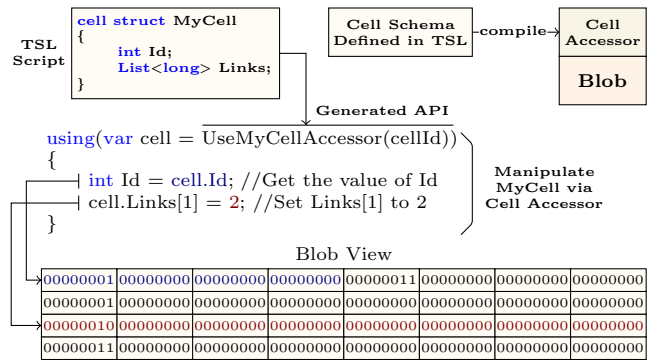 TSL
Script
cell struct MyCell
{
int Id;
List<long> Links;
}
Cell Schema
Defined in TSL
compile
Cell
Accessor
Blob
Generated API
using(var cell = UseMyCellAccessor(cellId))
{
int Id = cell.Id; //Get the value of Id
cell.Links[1] = 2; //Set Links[1] to 2
}
Manipulate
MyCell via
Cell Accessor
Blob View
00000001 00000000 00000000 00000000 00000011 00000000 00000000 00000000
00000001 00000000 00000000 00000000 00000000 00000000 00000000 00000000
00000010 00000000 00000000 00000000 00000000 00000000 00000000 00000000
00000011 00000000 00000000 00000000 00000000 00000000 00000000 00000000